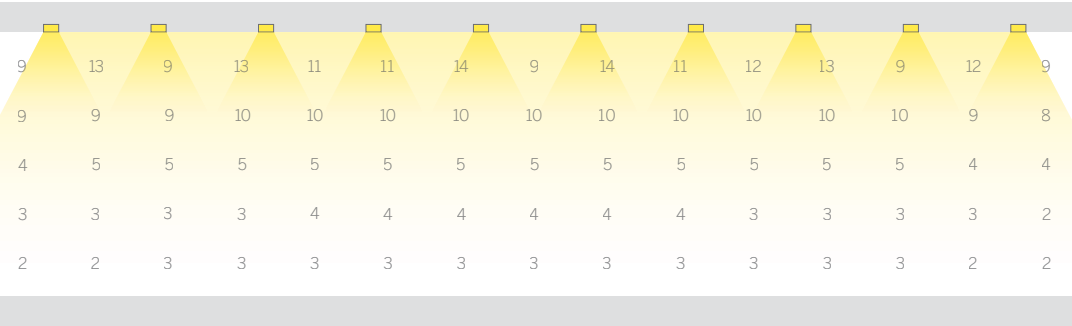 9 13 9 13 11 11 14 9 14 11 12 13 9 12 9
9 9 9 10 10 10 10 10 10 10 10 10 10 9 8
4 5 5 5 5 5 5 5 5 5 5 5 5 4 4
3 3 3 3 4 4 4 4 4 4 3 3 3 3 2
2 2 3 3 3 3 3 3 3 3 3 3 3 2 2